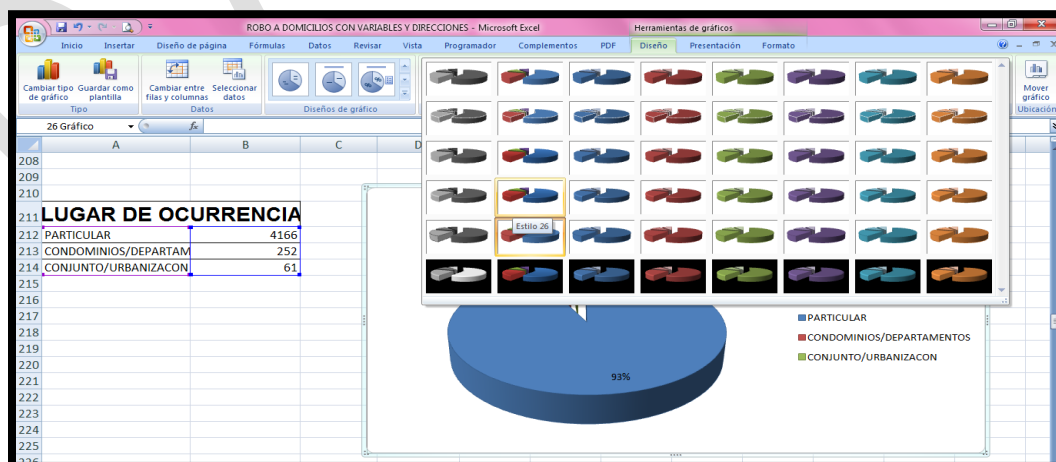 ROBO A DOMICILIOS CON VARIABLES Y DIRECCIONES - Microsoft Excel
Herramientas de gráficos
Inicio Insertar Diseño de página Fórmulas Datos Revisar Vista Programador Complementos PDF Diseño Presentación Formato
Cambiar tipo de gráfico
Guardar como plantilla
Cambiar entre filas y columnas
Seleccionar datos
Mover gráfico
Tipo
Datos
Diseños de gráfico
Ubicación
26 Gráfico
fx
A B C D
208
209
210
211 LUGAR DE OCURRENCIA
212 PARTICULAR 4166
213 CONDOMINIOS/DEPARTAM 252
214 CONJUNTO/URBANIZACON 61
215
216
217
218
219
220
221
222
223
224
225
226
Estilo 26
93%
PARTICULAR
CONDOMINIOS/DEPARTAMENTOS
CONJUNTO/URBANIZACON